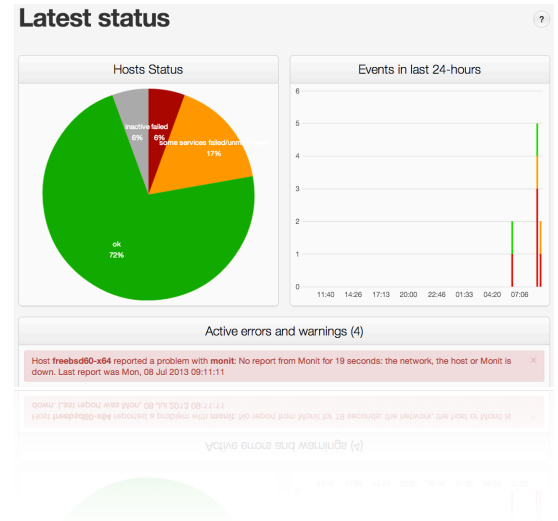 Latest status
?
Hosts Status
Events in last 24-hours
inactive
6%
failed
6%
some services failed/unm
17%
ok
72%
6
5
4
3
2
1
0
11:40 14:26 17:13 20:00 22:46 01:33 04:20 07:06
Active errors and warnings (4)
Host freebsd60-x64 reported a problem with monit: No report from Monit for 19 seconds: the network, the host or Monit is
down. Last report was Mon, 08 Jul 2013 09:11:11
×